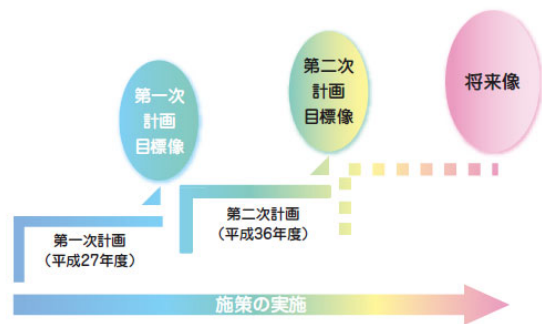 第一次
計画
目標像
第二次
計画
目標像
将来像
第一次計画
（平成27年度）
第二次計画
（平成36年度）
施策の実施